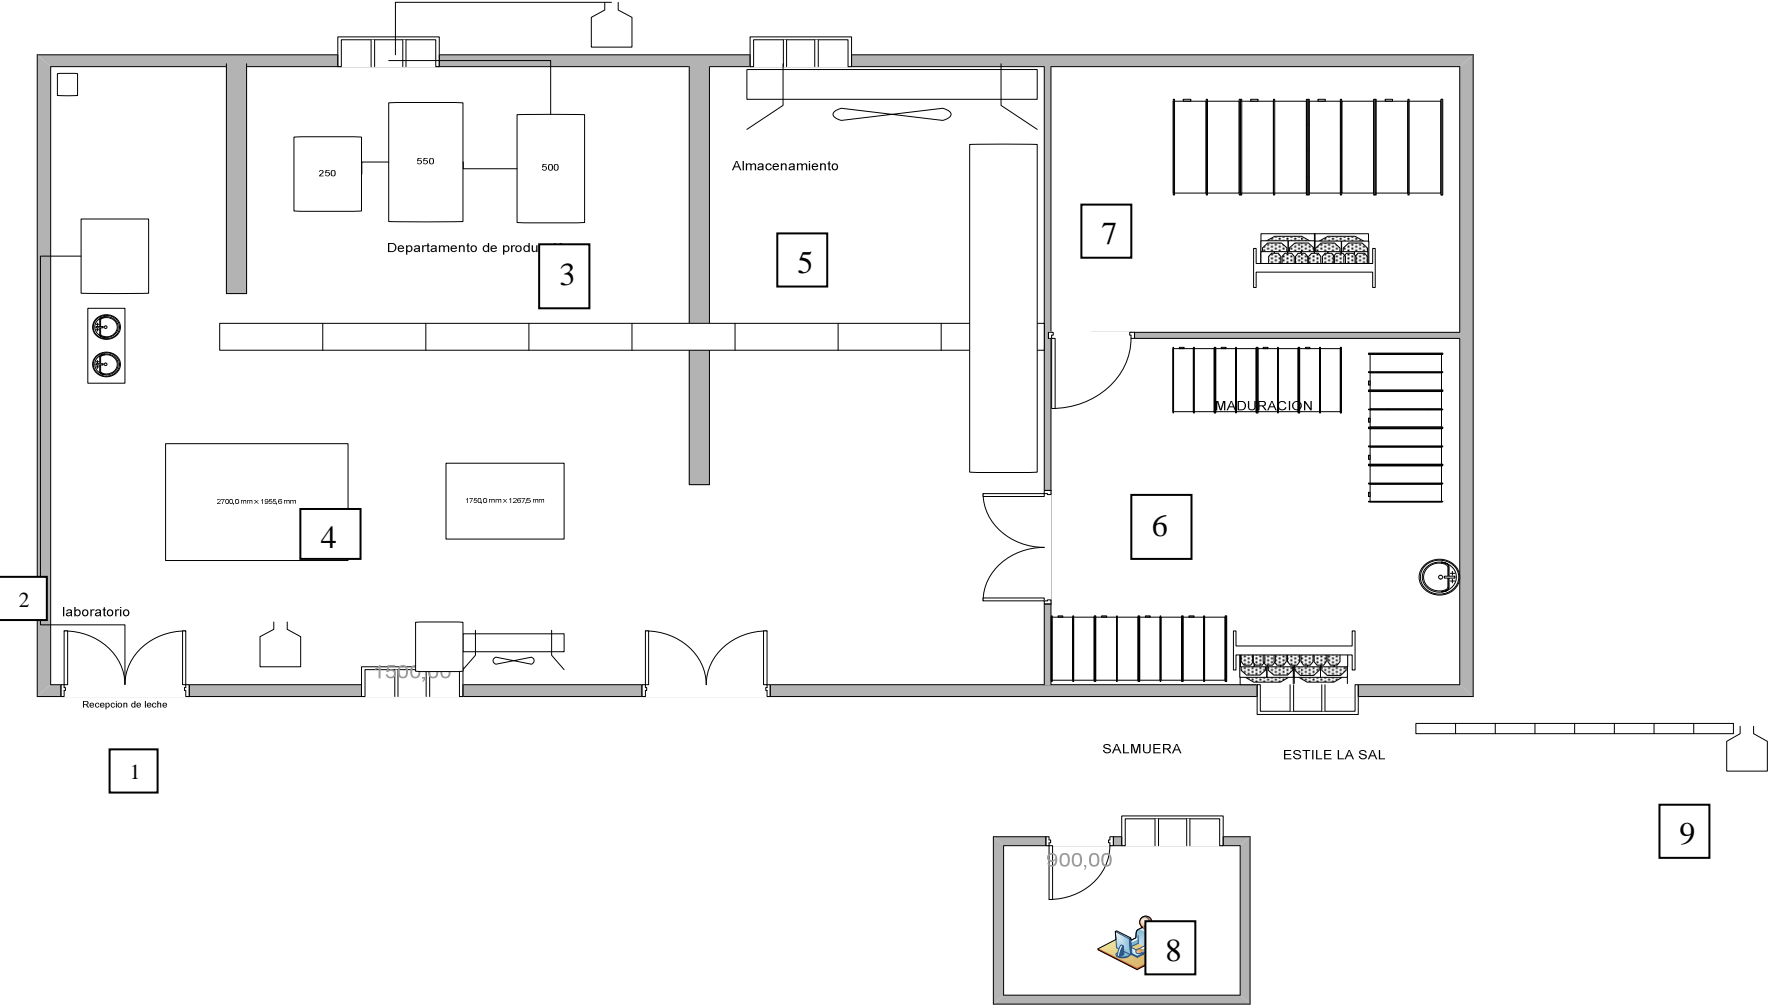 250
550
500
Almacenamiento
Departamento de produ
3
5
7
MADURACION
2700,0 mm x 1955,6 mm
1750,0 mm x 1267,5 mm
4
6
2
laboratorio
1500,00
Recepcion de leche
1
SALMUERA
ESTILE LA SAL
9
900,00
8